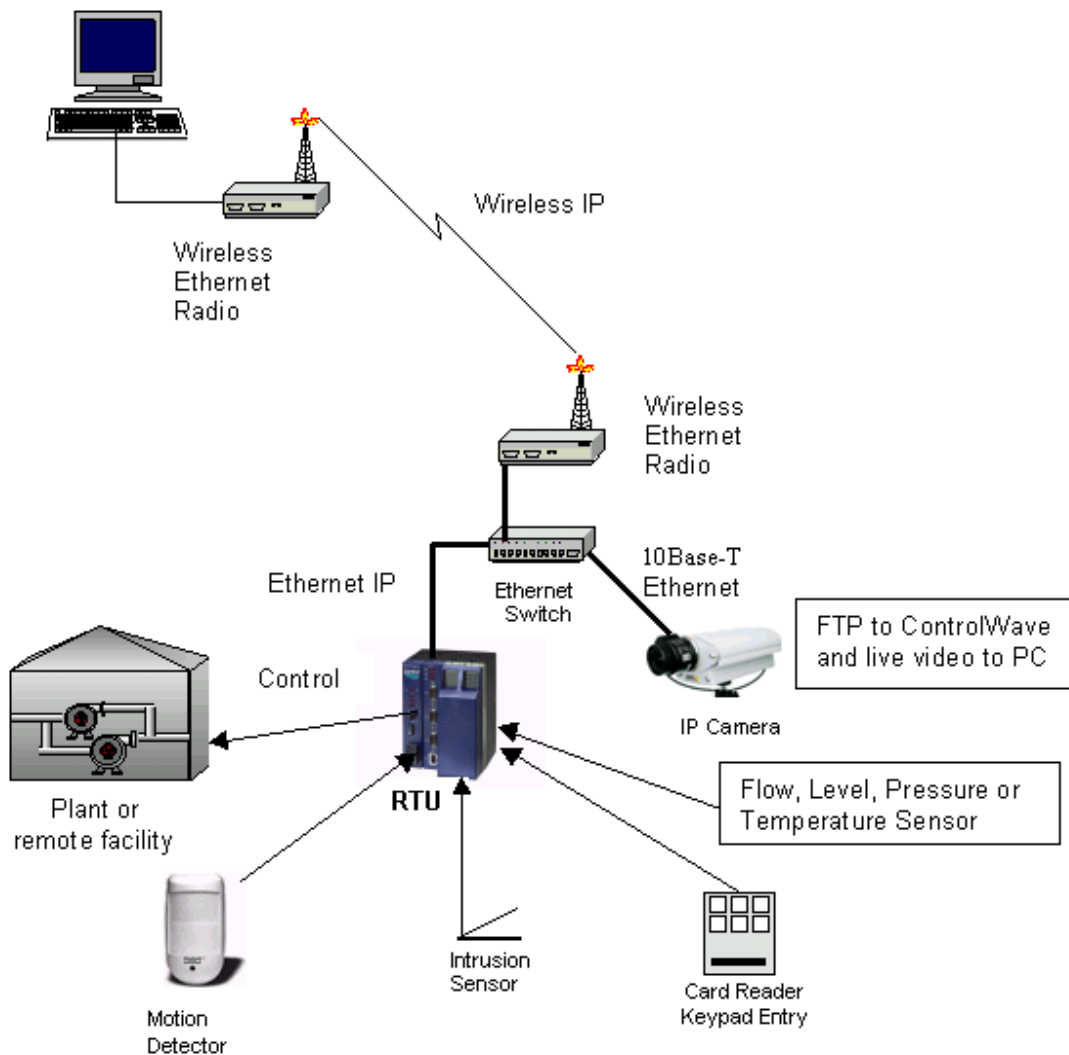 Wireless IP
Wireless
Ethernet
Radio
Wireless
Ethernet
Radio
Ethernet IP
Ethernet
Switch
10Base-T
Ethernet
FTP to ControlWave
and live video to PC
IP Camera
Control
RTU
Plant or
remote facility
Flow, Level, Pressure or
Temperature Sensor
Motion
Detector
Intrusion
Sensor
Card Reader
Keypad Entry